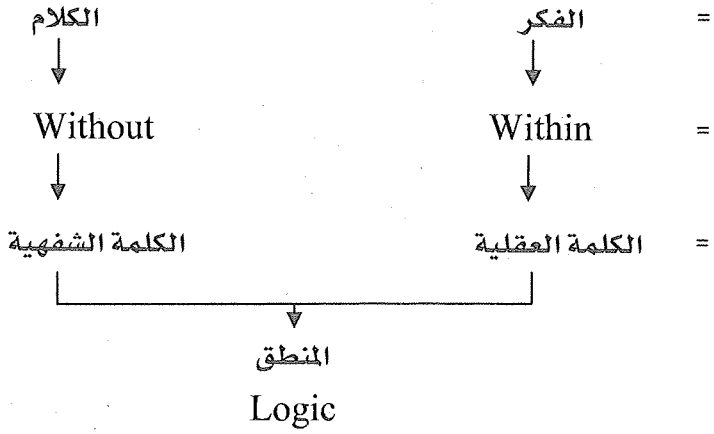 = الفكر الكلام
= Within Without
= الكلمة العقلية الكلمة الشفهية
المنطق
Logic